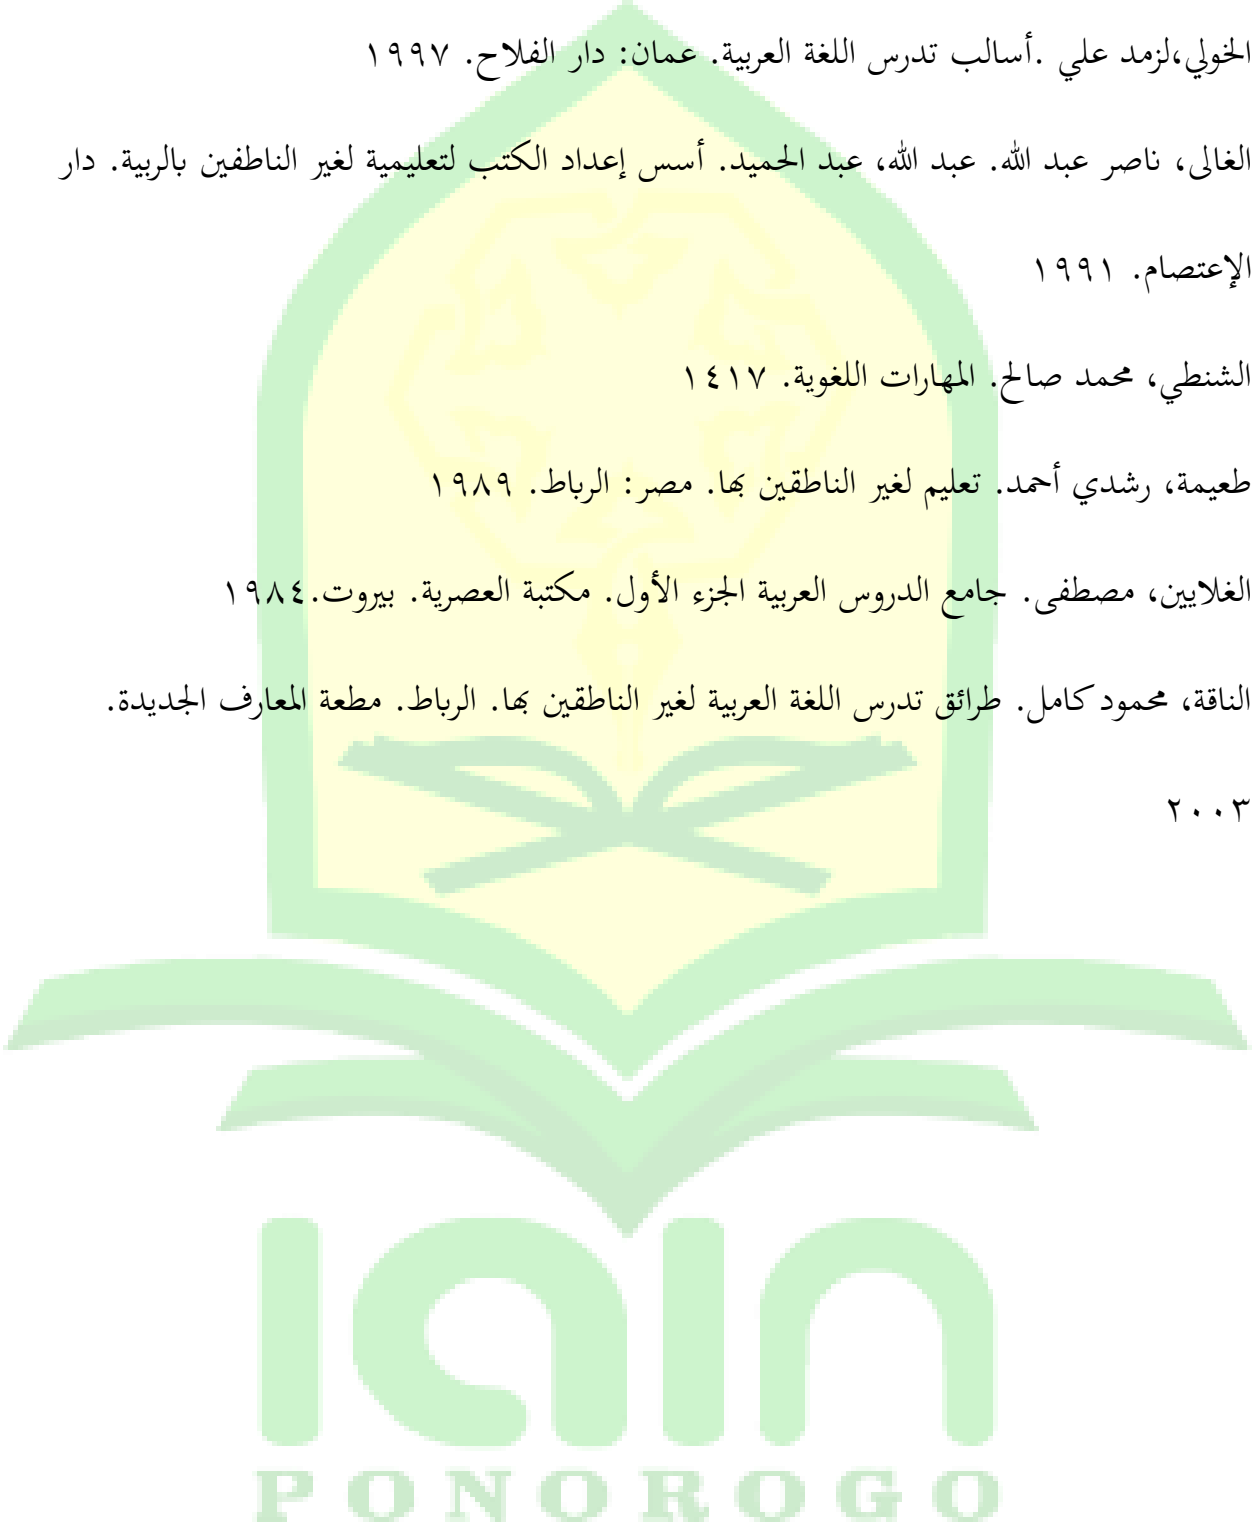 الخولي،لزمد علي .أسالب تدرس اللغة العربية. عمان: دار الفلاح. ١٩٩٧
الغالى، ناصر عبد الله. عبد الله، عبد الحميد. أسس إعداد الكتب لتعليمية لغير الناطفين بالربية. دار
الإعتصام. ١٩٩١
الشنطي، محمد صالح. المهارات اللغوية. ١٤١٧
طعيمة، رشدي أحمد. تعليم لغير الناطقين بها. مصر: الرباط. ١٩٨٩
الغلايين، مصطفى. جامع الدروس العربية الجزء الأول. مكتبة العصرية. بيروت.١٩٨٤
الناقة، محمود كامل. طرائق تدرس اللغة العربية لغير الناطقين بها. الرباط. مطعة المعارف الجديدة.
٢٠٠٣
iain
PONOROGO